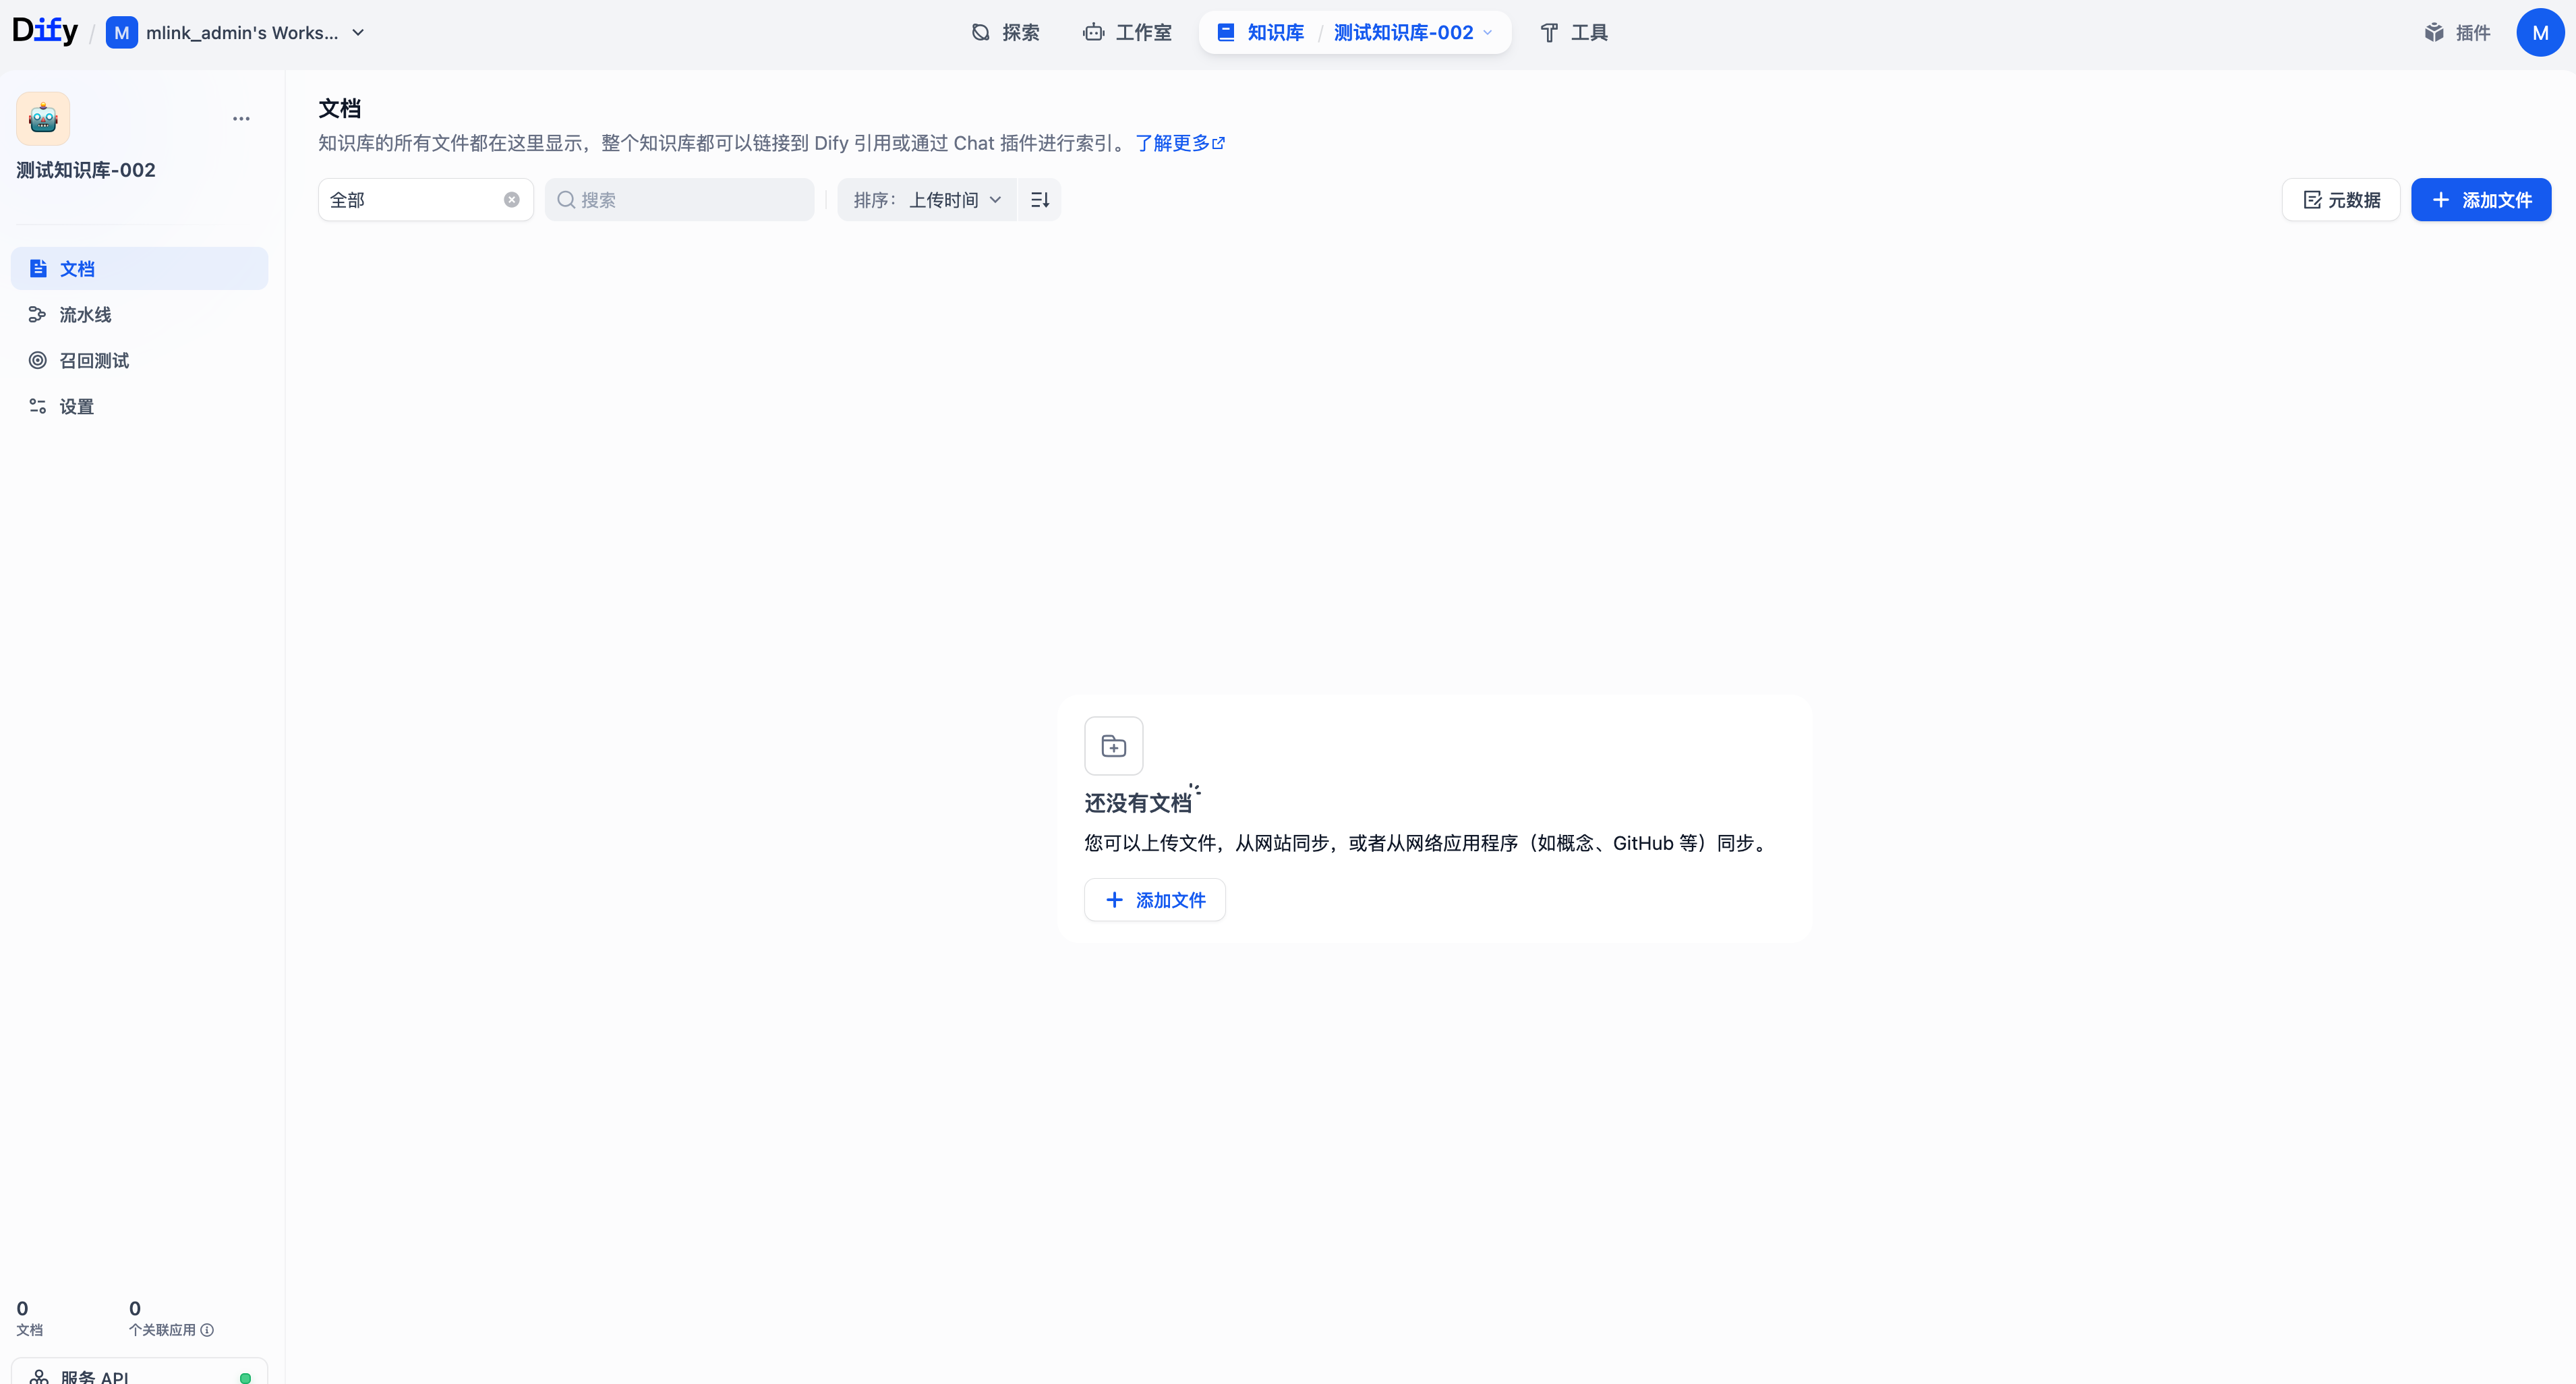 Dify / M mlink_admin's Works... 探索 工作室 知识库 / 测试知识库-002 工具 插件 M
测试知识库-002
文档
流水线
召回测试
设置
0 0
文档 个关联应用
服务 API
文档
知识库的所有文件都在这里显示，整个知识库都可以链接到 Dify 引用或通过 Chat 插件进行索引。 了解更多
全部 搜索 排序： 上传时间 元数据 添加文件
还没有文档
您可以上传文件，从网站同步，或者从网络应用程序（如概念、GitHub 等）同步。
添加文件